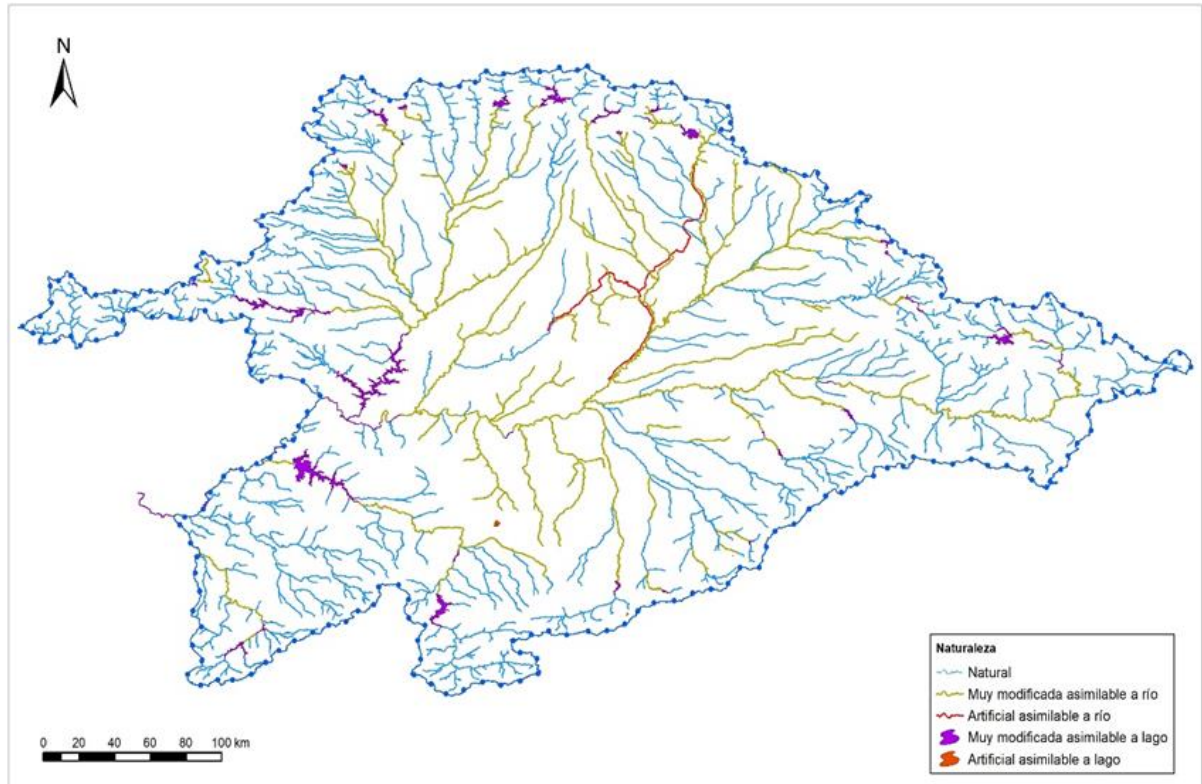 N
Naturaleza
Natural
Muy modificada asimilable a río
Artificial asimilable a río
Muy modificada asimilable a lago
Artificial asimilable a lago
0 20 40 60 80 100 km